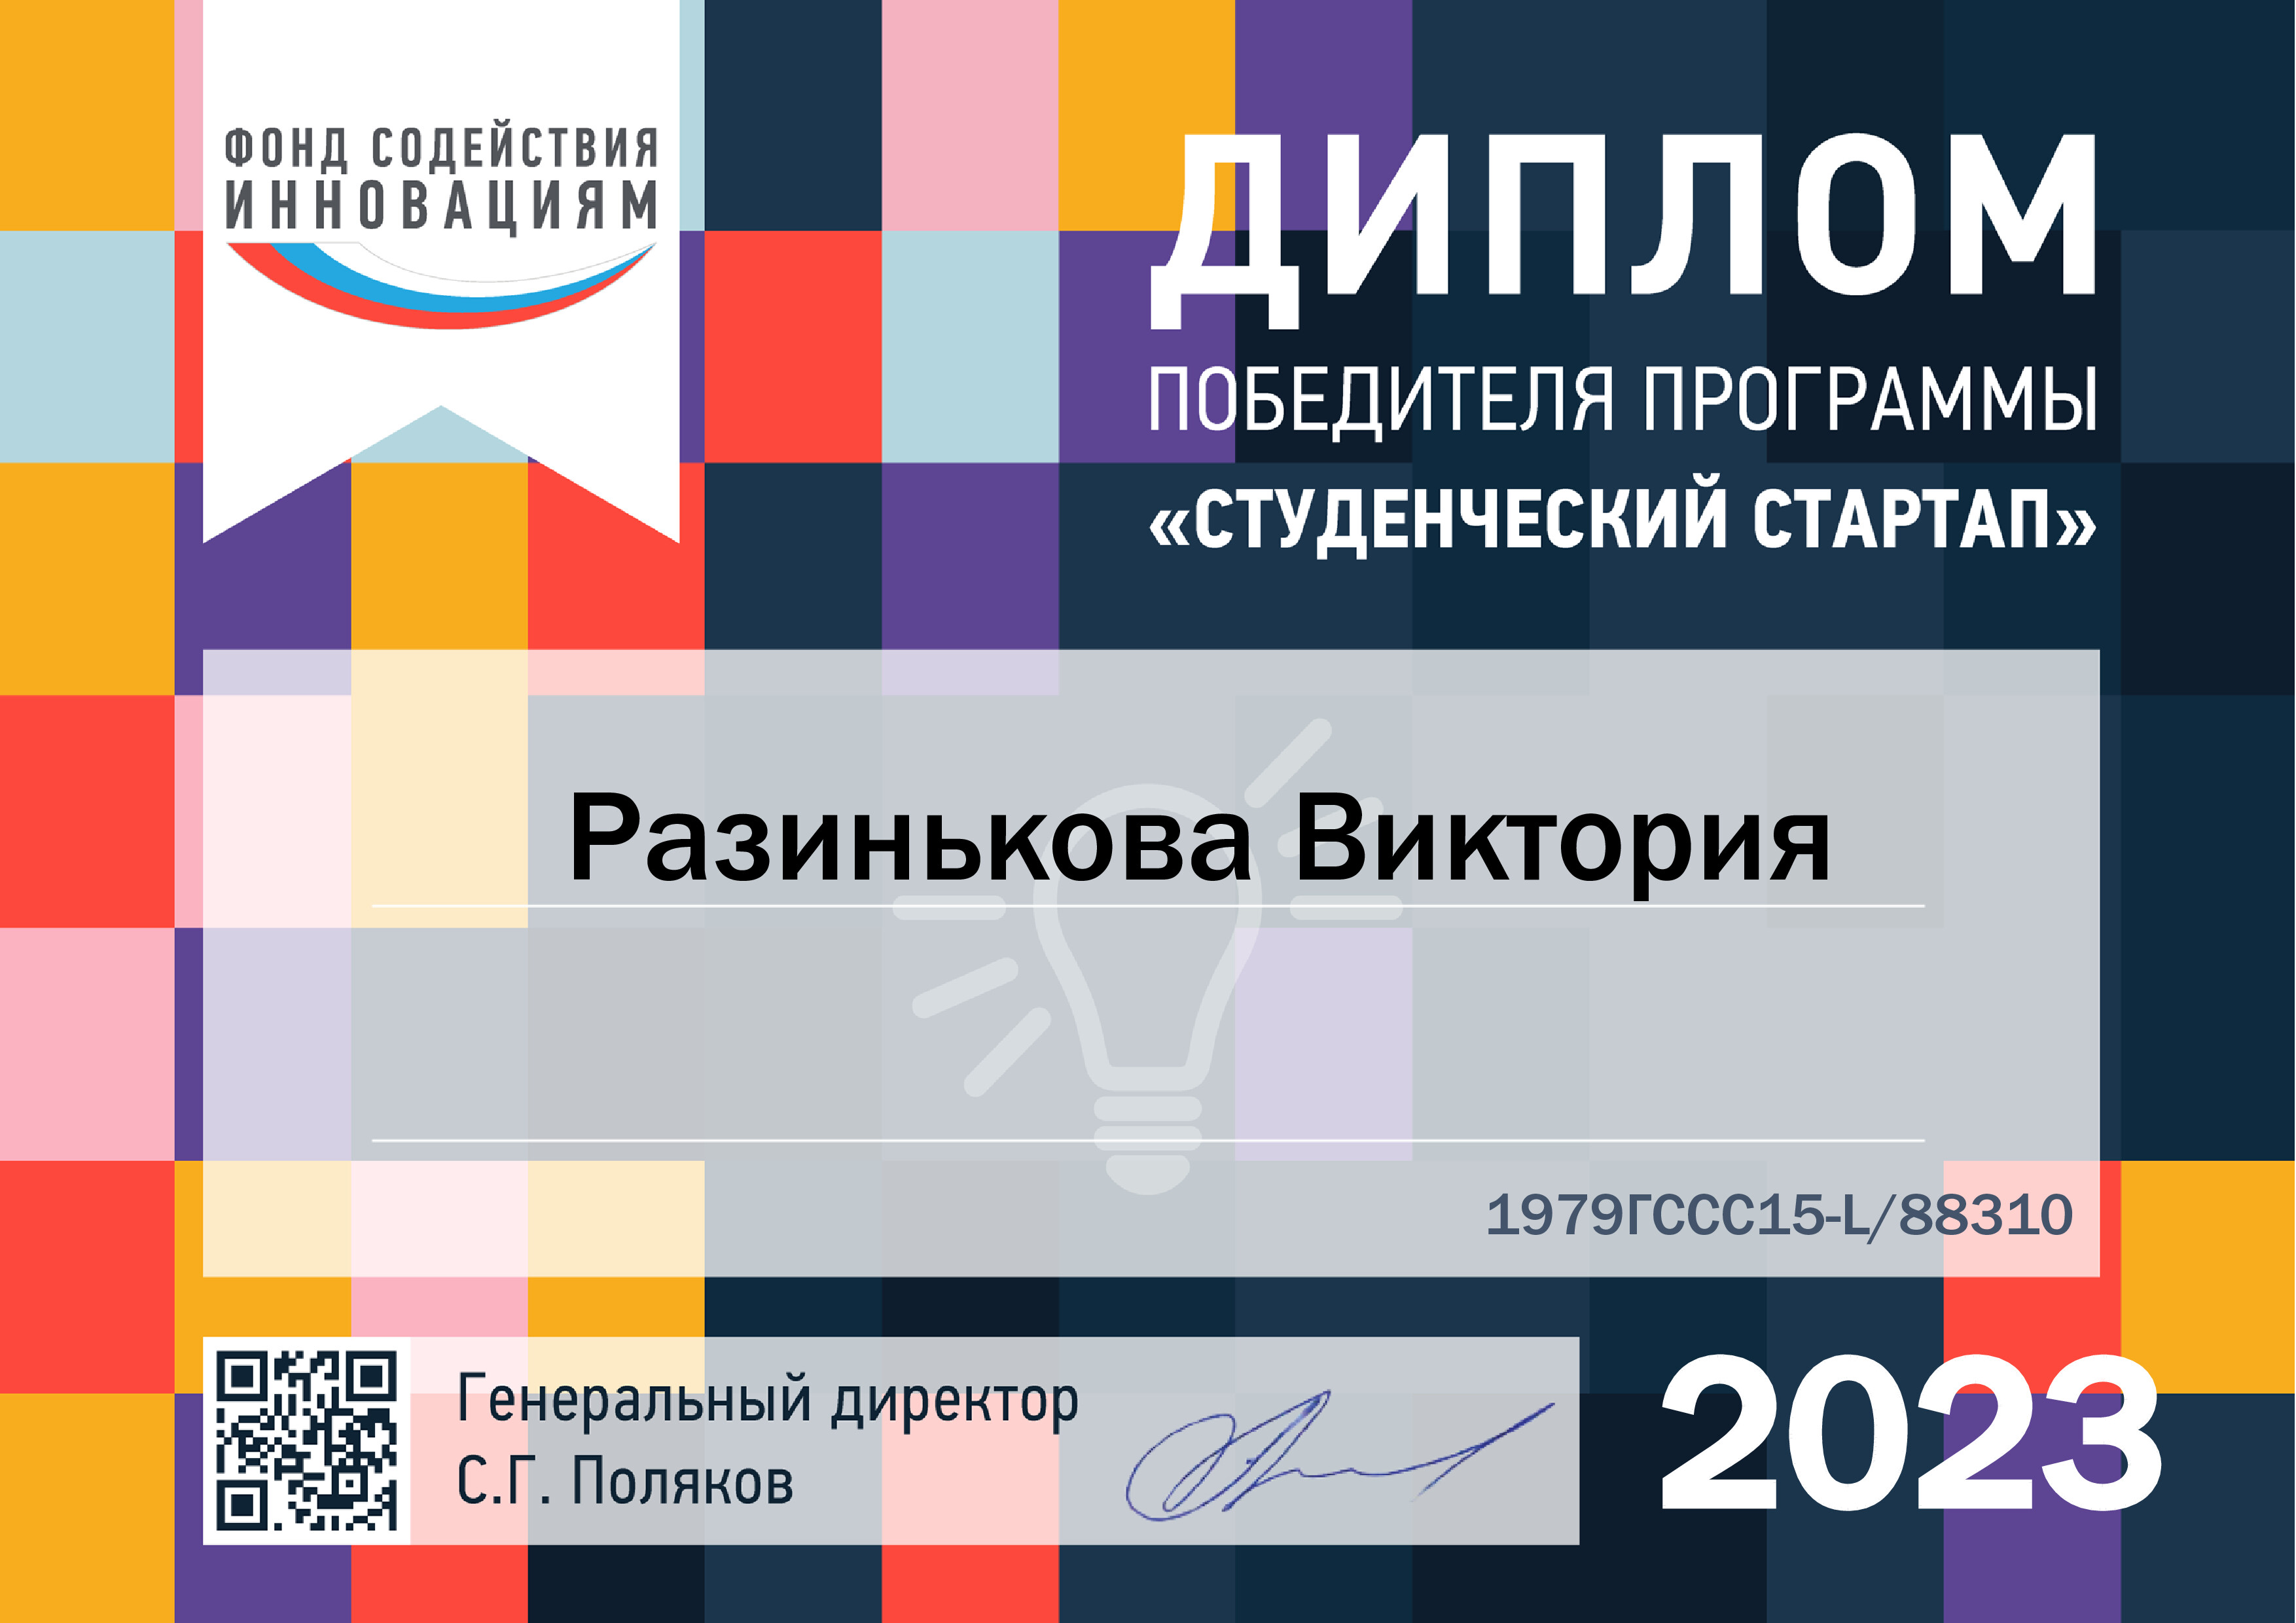 ФОНД СОДЕЙСТВИЯ
ИННОВАЦИЯМ
ДИПЛОМ
ПОБЕДИТЕЛЯ ПРОГРАММЫ
«СТУДЕНЧЕСКИЙ СТАРТАП»
Разинькова Виктория
1979ГССС15-L/88310
Генеральный директор
С.Г. Поляков
2023